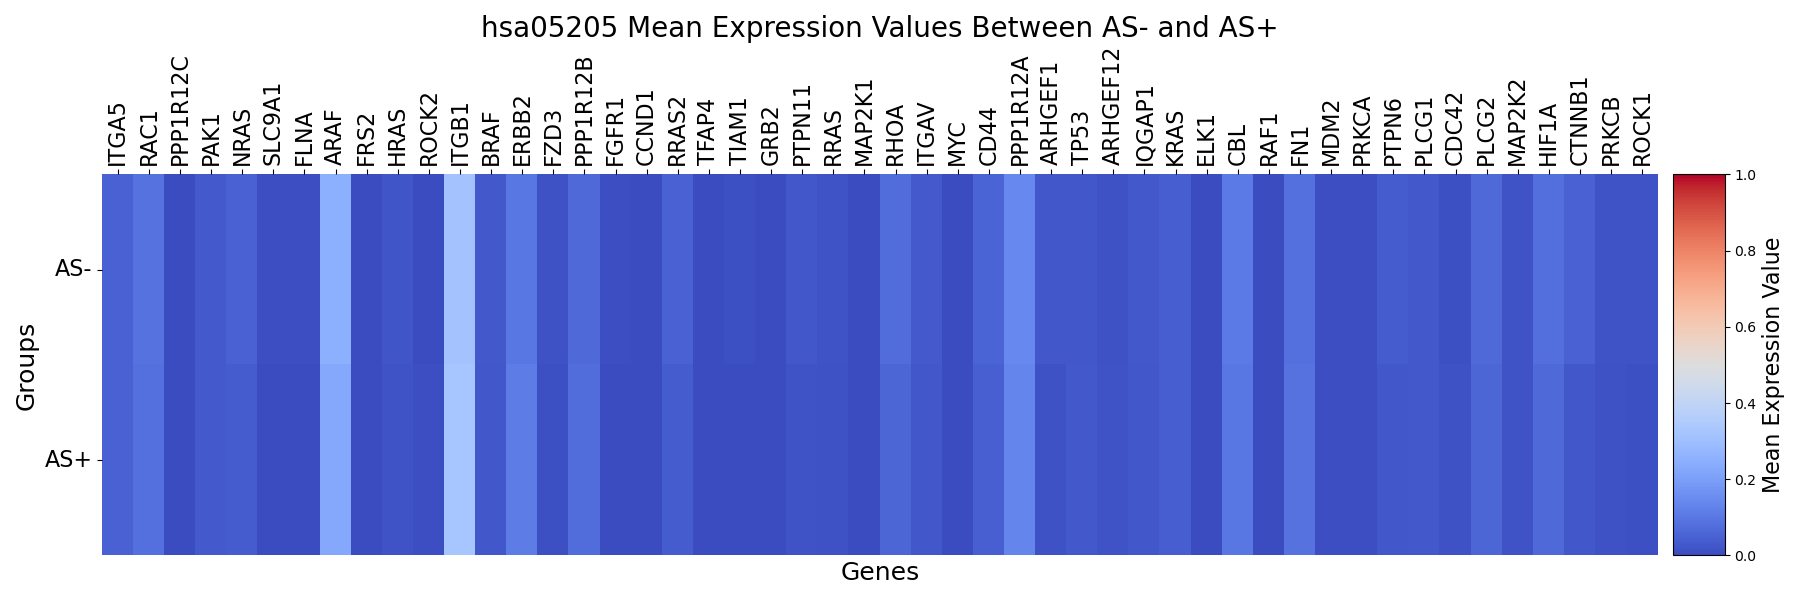 hsa05205 Mean Expression Values Between AS- and AS+
ITGA5
RAC1
PPP1R12C
PAK1
NRAS
SLC9A1
FLNA
ARAF
FRS2
HRAS
ROCK2
ITGB1
BRAF
ERBB2
FZD3
PPP1R12B
FGFR1
CCND1
RRAS2
TFAP4
TIAM1
GRB2
PTPN11
RRAS
MAP2K1
RHOA
ITGAV
MYC
CD44
PPP1R12A
ARHGEF1
TP53
ARHGEF12
IQGAP1
KRAS
ELK1
CBL
RAF1
FN1
MDM2
PRKCA
PTPN6
PLCG1
CDC42
PLCG2
MAP2K2
HIF1A
CTNNB1
PRKCB
ROCK1
AS-
AS+
Groups
Genes
1.0
0.8
0.6
0.4
0.2
0.0
Mean Expression Value